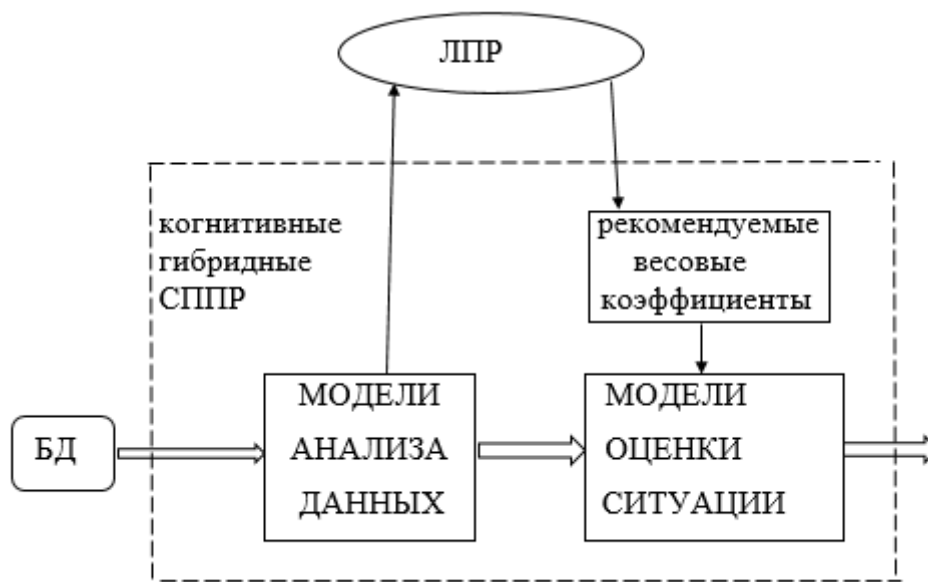 ЛПР
когнитивные
гибридные
СППР
рекомендуемые
весовые
коэффициенты
БД
МОДЕЛИ
АНАЛИЗА
ДАННЫХ
МОДЕЛИ
ОЦЕНКИ
СИТУАЦИИ